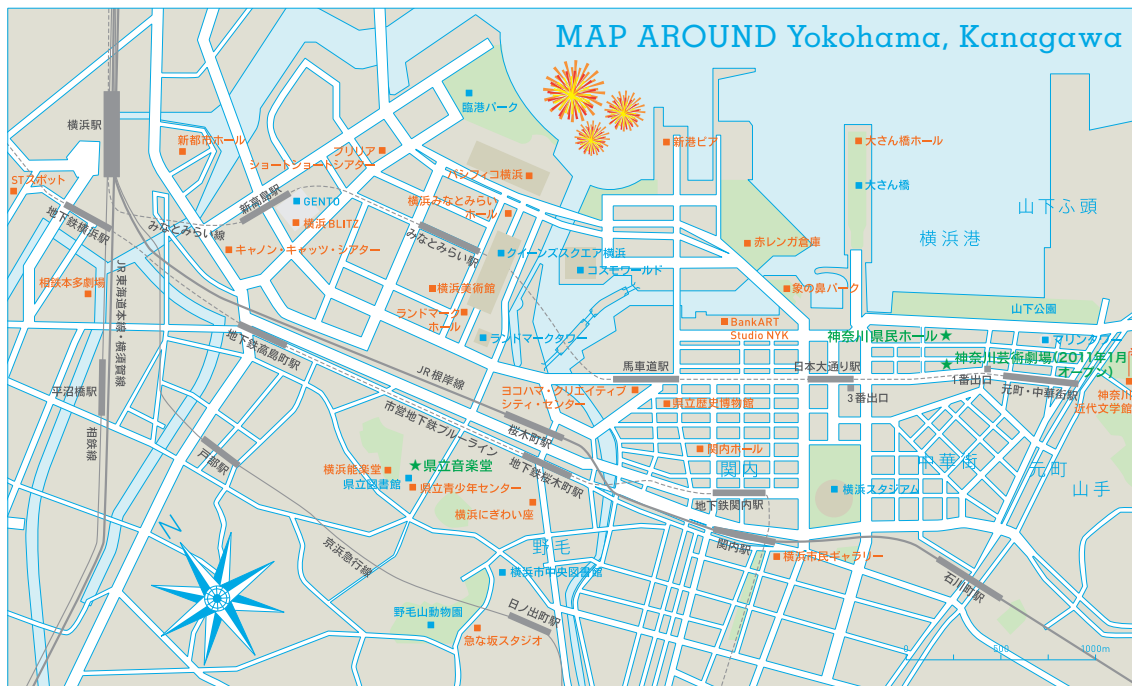 MAP AROUND Yokohama, Kanagawa
臨港パーク
横浜駅
新都市ホール
ブリリア
ショートショートシアター
新港ピア
大さん橋ホール
STスポット
パシフィコ横浜
大さん橋
新高島駅
GENTO
横浜みなとみらい
ホール
山下ふ頭
地下鉄横浜駅
みなとみらい線
横浜BLITZ
みなとみらい駅
横浜港
キャノン・キャッツ・シアター
クイーンズスクエア横浜
赤レンガ倉庫
コスモワールド
相鉄本多劇場
JR東海道本線・横須賀線
横浜美術館
象の鼻パーク
ランドマーク
ホール
山下公園
地下鉄高島町駅
ランドマークタワー
BankART
Studio NYK
神奈川県民ホール★
マリンタワー
馬車道駅
日本大通り駅
★神奈川芸術劇場(2011年1月
オープン)
JR根岸線
1番出口
元町・中華街駅
平沼橋駅
ヨコハマ・クリエイティブ
シティ・センター
県立歴史博物館
3番出口
神奈川
近代文学館
市営地下鉄ブルーライン
桜木町駅
相鉄線
戸部駅
関内ホール
横浜能楽堂
★県立音楽堂
地下鉄桜木町駅
関内
中華街
元町
県立図書館
県立青少年センター
横浜スタジアム
山手
横浜にぎわい座
地下鉄関内駅
N
京浜急行線
野毛
関内駅
横浜市民ギャラリー
横浜市中央図書館
石川町駅
野毛山動物園
日ノ出町駅
急な坂スタジオ
0 500 1000m